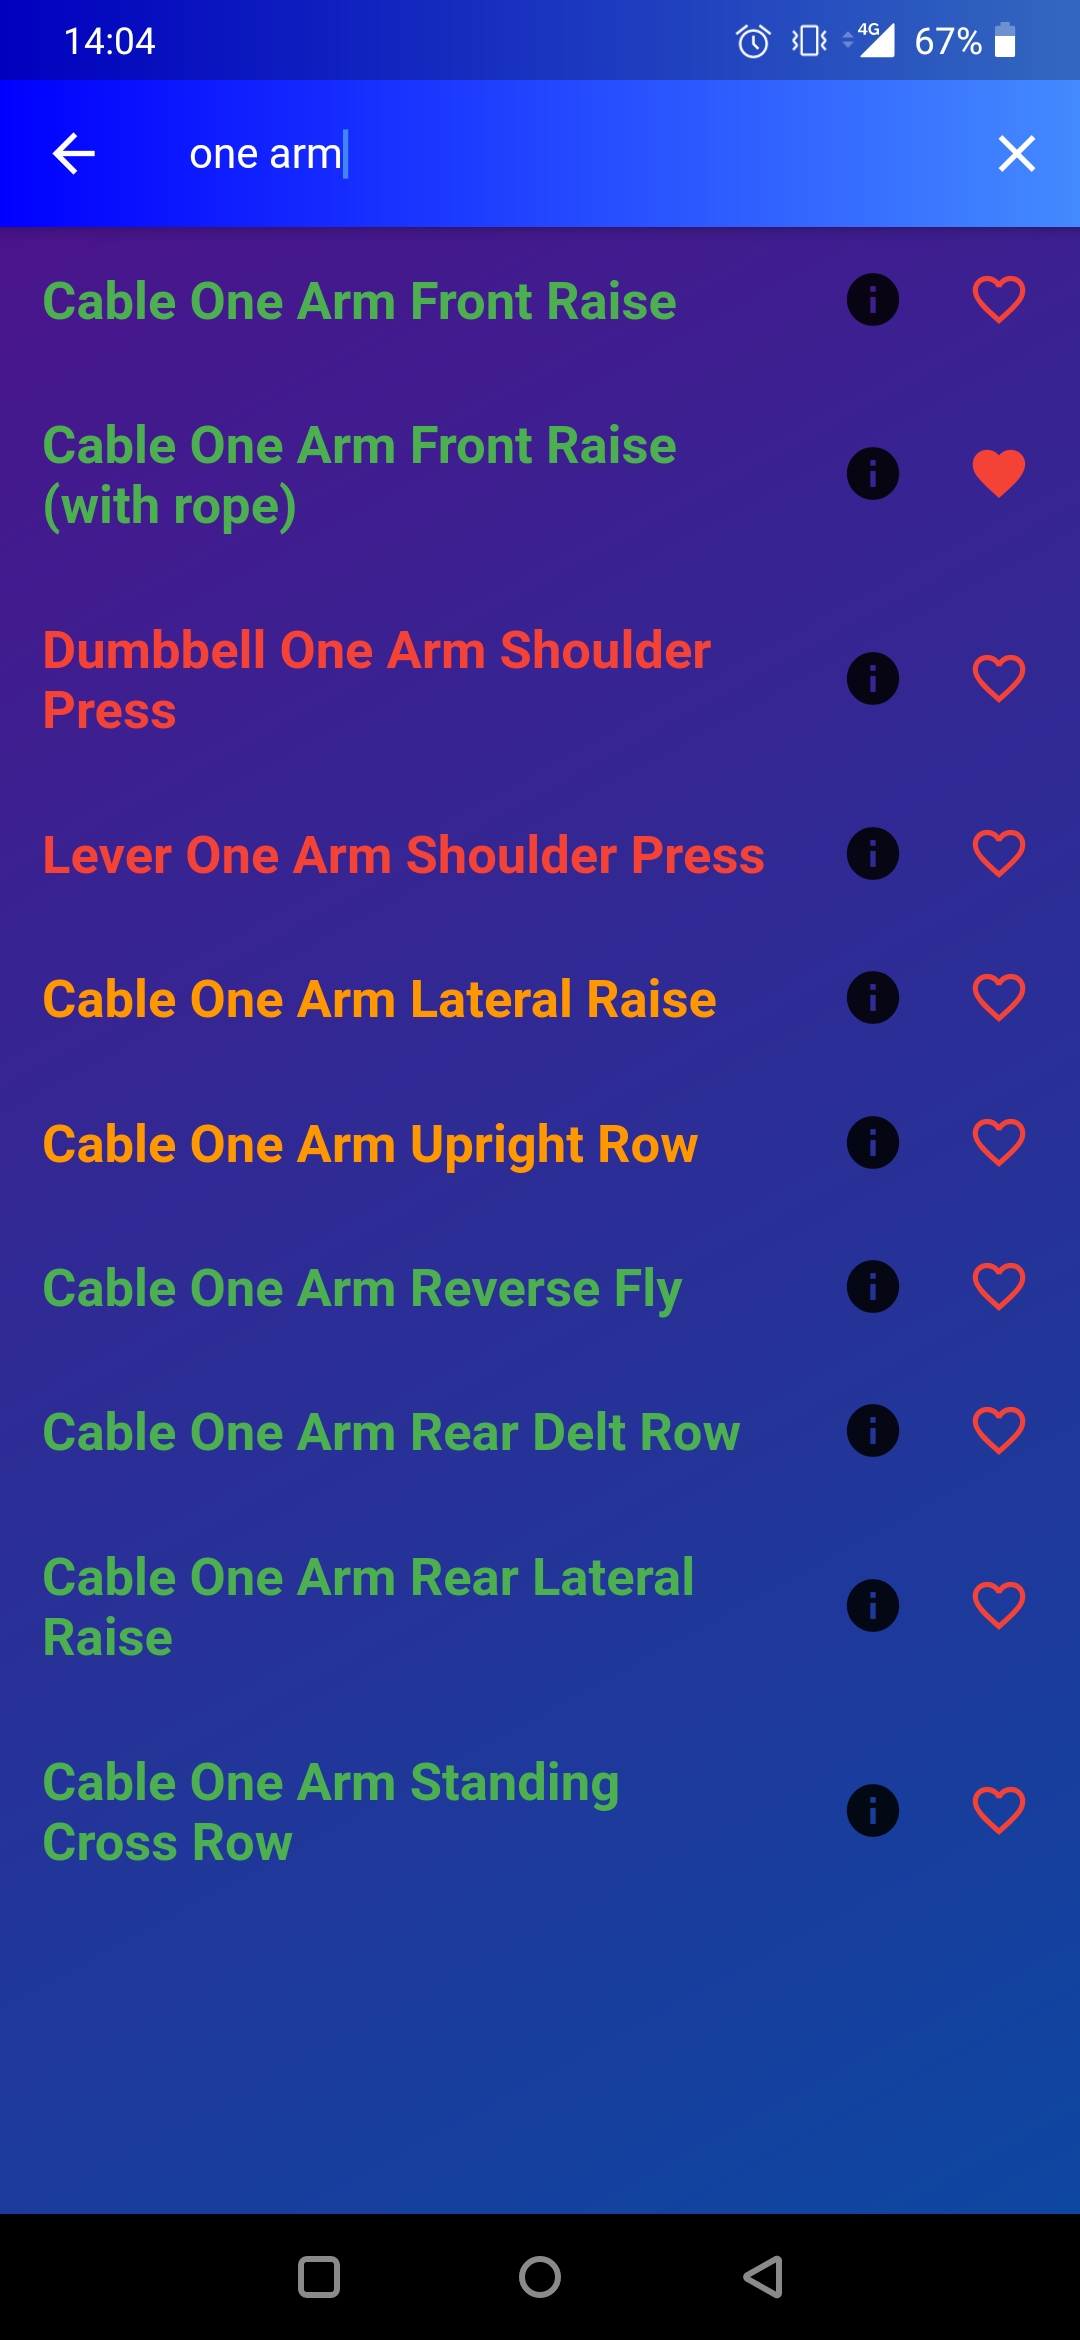 14:04
4G
67%
one arm
Cable One Arm Front Raise
Cable One Arm Front Raise
(with rope)
Dumbbell One Arm Shoulder
Press
Lever One Arm Shoulder Press
Cable One Arm Lateral Raise
Cable One Arm Upright Row
Cable One Arm Reverse Fly
Cable One Arm Rear Delt Row
Cable One Arm Rear Lateral
Raise
Cable One Arm Standing
Cross Row